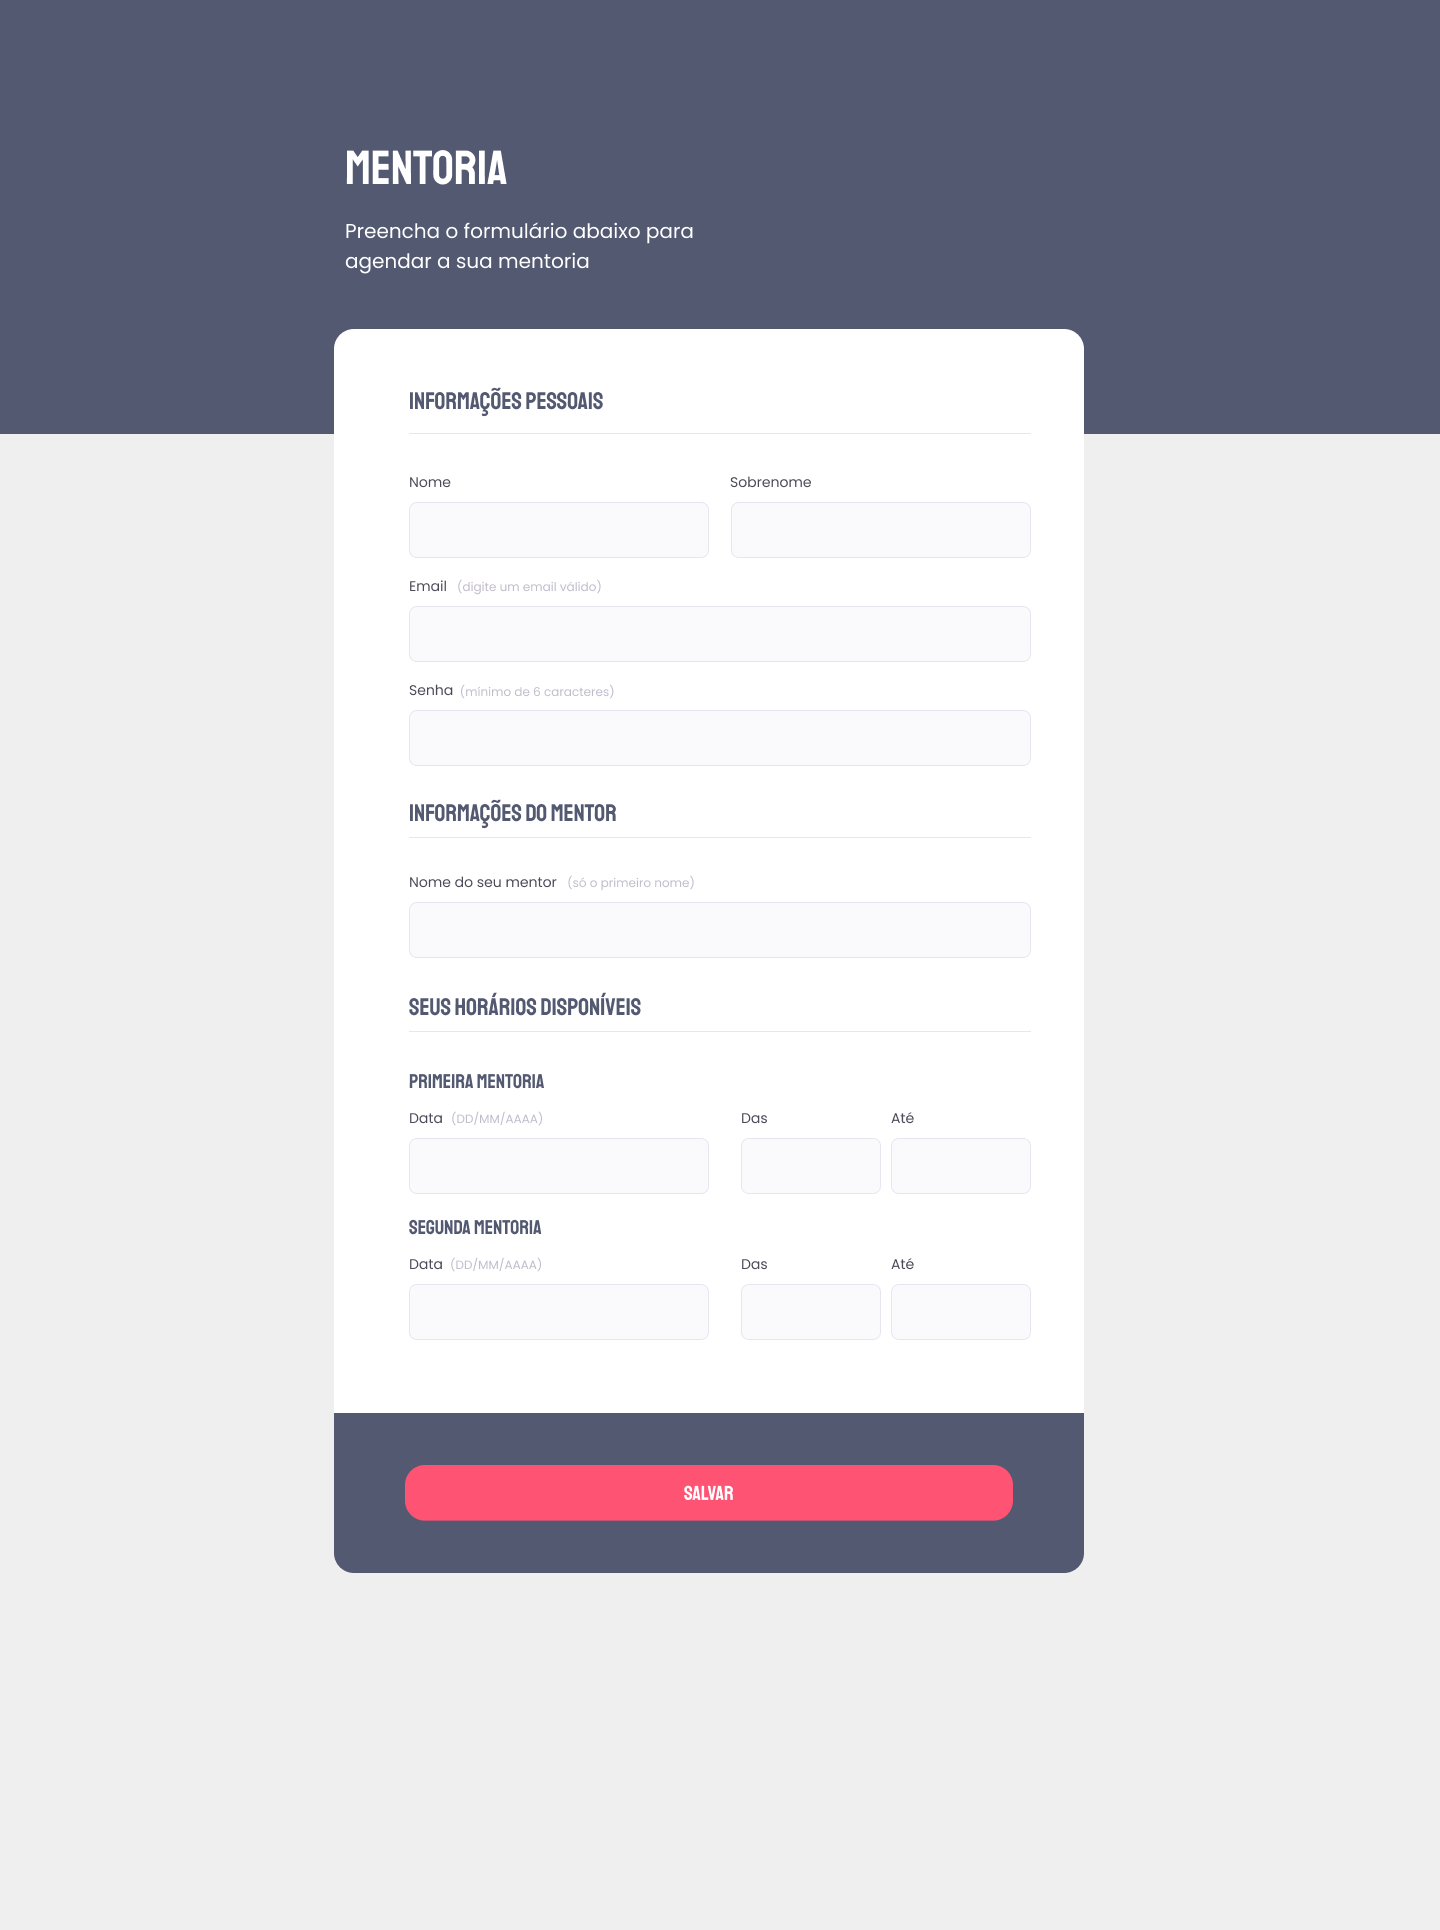 MENTORIA
Preencha o formulário abaixo para
agendar a sua mentoria
INFORMAÇÕES PESSOAIS
Nome Sobrenome
Email (digite um email válido)
Senha (mínimo de 6 caracteres)
INFORMAÇÕES DO MENTOR
Nome do seu mentor (só o primeiro nome)
SEUS HORÁRIOS DISPONÍVEIS
PRIMEIRA MENTORIA
Data (DD/MM/AAAA) Das Até
SEGUNDA MENTORIA
Data (DD/MM/AAAA) Das Até
SALVAR